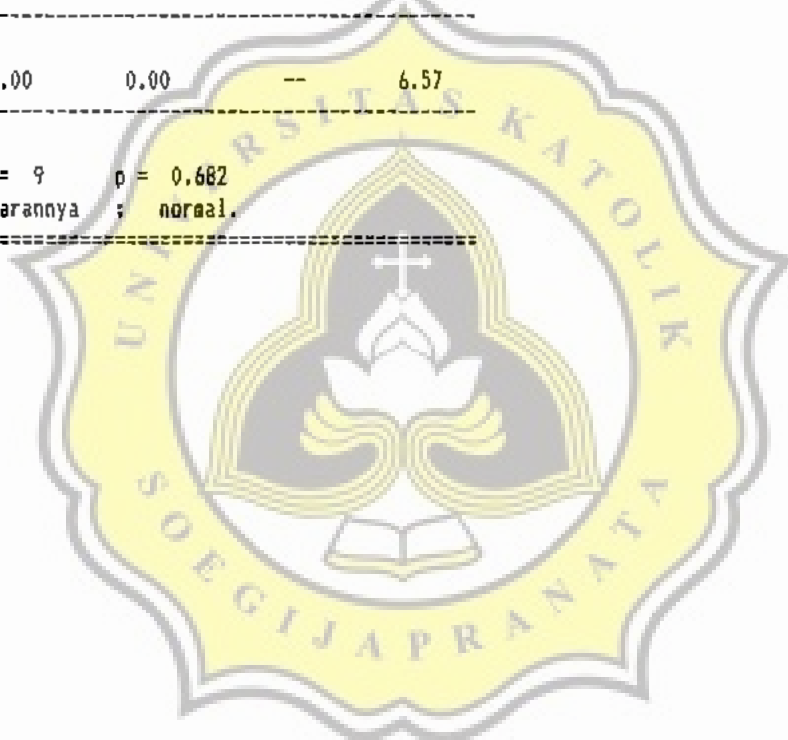 .00 0.00 -- 6.57
= 9 p = 0.682
arannya : normal.
UNIVERSITAS KATOLIK
SOEGIJAPRANATA